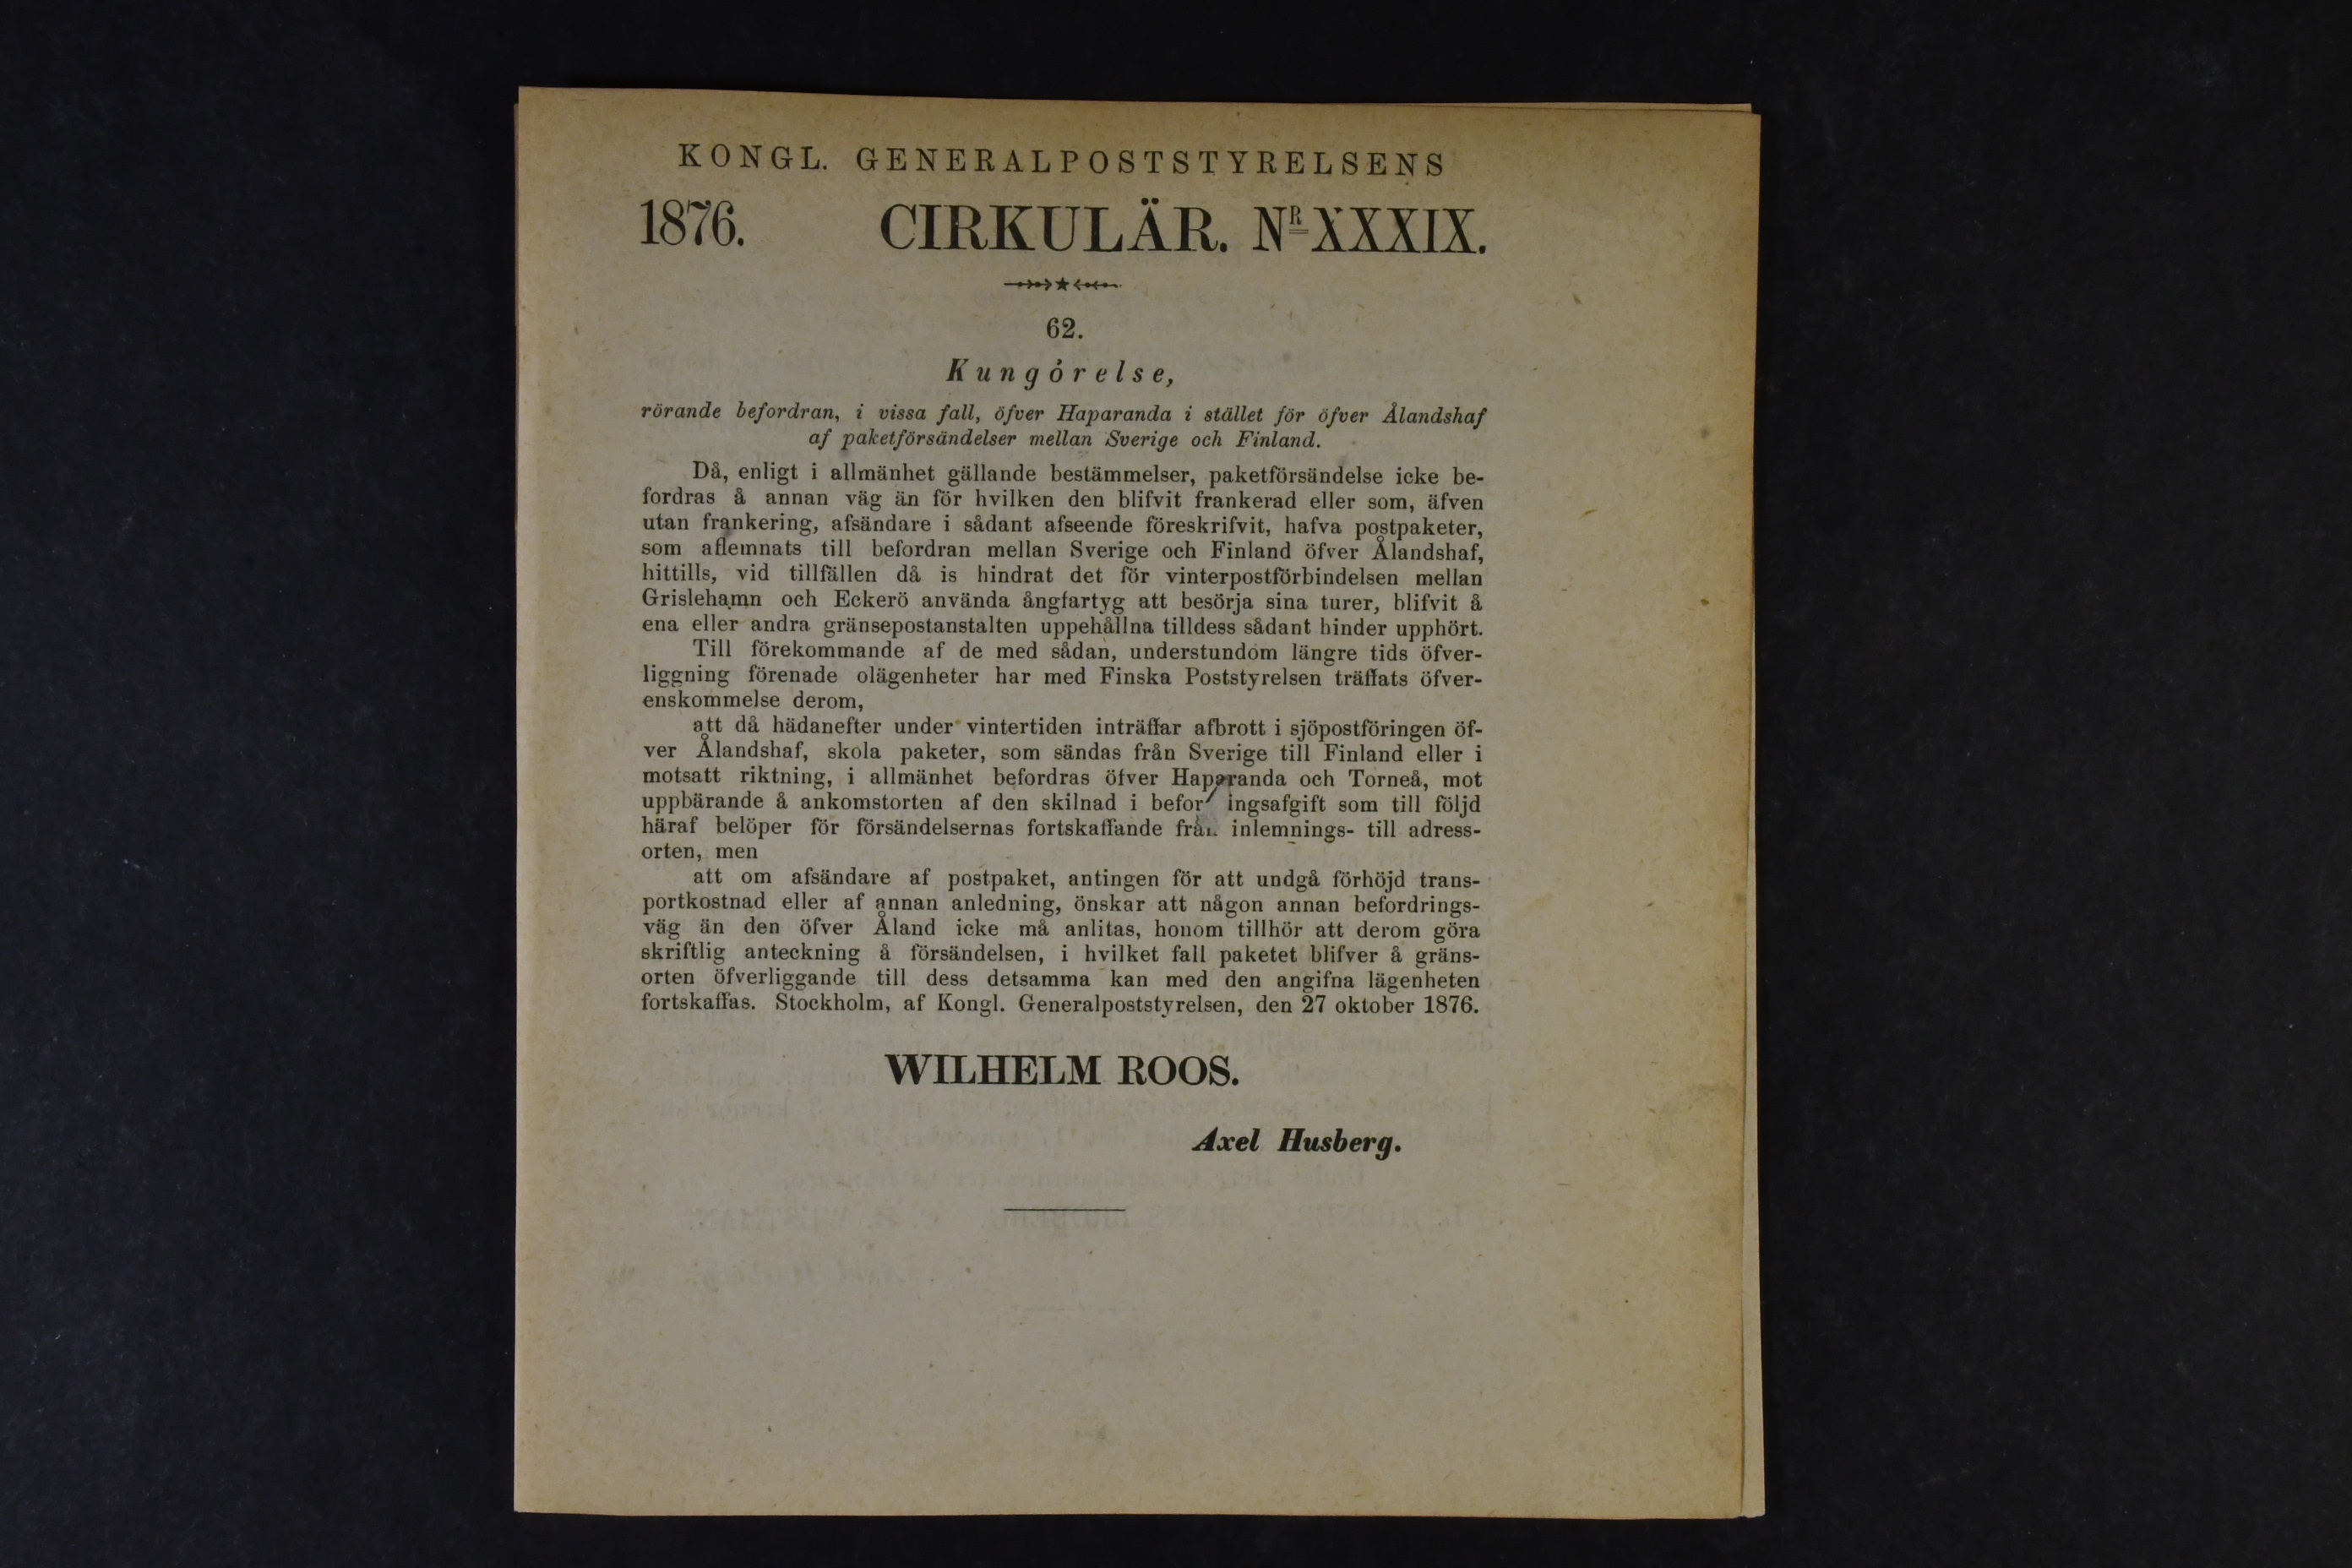 KONGL. GENERALPOSTSTYRELSENS
1876. CIRKULÄR. NR XXXIX.
62.
Kungörelse,
rörande befordran, i vissa fall, öfver Haparanda i stället för öfver Ålandshaf
af paketförsändelser mellan Sverige och Finland.
Då, enligt i allmänhet gällande bestämmelser, paketförsändelse icke be-
fordras å annan väg än för hvilken den blifvit frankerad eller som, äfven
utan frankering, afsändare i sådant afseende föreskrifvit, hafva postpaketer,
som aflemnats till befordran mellan Sverige och Finland öfver Ålandshaf,
hittills, vid tillfällen då is hindrat det för vinterpostförbindelsen mellan
Grislehamn och Eckerö använda ångfartyg att besörja sina turer, blifvit å
ena eller andra gränsepostanstalten uppehållna tilldess sådant hinder upphört.
Till förekommande af de med sådan, understundom längre tids öfver-
liggning förenade olägenheter har med Finska Poststyrelsen träffats öfver-
enskommelse derom,
att då hädanefter under vintertiden inträffar afbrott i sjöpostföringen öf-
ver Ålandshaf, skola paketer, som sändas från Sverige till Finland eller i
motsatt riktning, i allmänhet befordras öfver Haparanda och Torneå, mot
uppbärande å ankomstorten af den skilnad i befor ingsafgift som till följd
häraf belöper för försändelsernas fortskaffande från inlemnings- till adress-
orten, men
att om afsändare af postpaket, antingen för att undgå förhöjd trans-
portkostnad eller af annan anledning, önskar att någon annan befordrings-
väg än den öfver Åland icke må anlitas, honom tillhör att derom göra
skriftlig anteckning å försändelsen, i hvilket fall paketet blifver å gräns-
orten öfverliggande till dess detsamma kan med den angifna lägenheten
fortskaffas. Stockholm, af Kongl. Generalpoststyrelsen, den 27 oktober 1876.
WILHELM ROOS.
Axel Husberg.